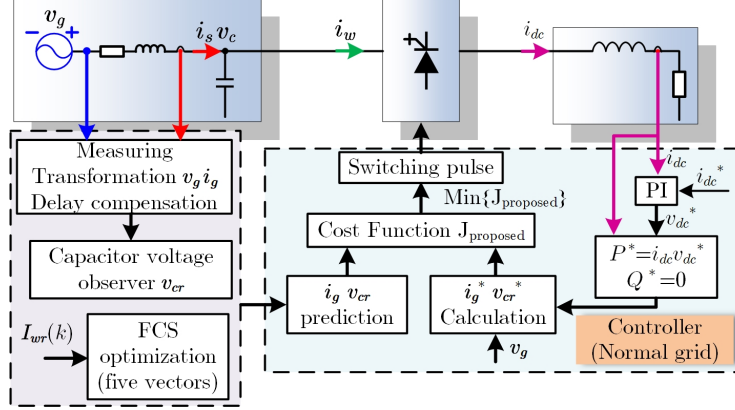 v_g
i_s v_c
i_w
i_dc
Measuring
Transformation v_g i_g
Delay compensation
Capacitor voltage
observer v_cr
I_wr(k)
FCS
optimization
(five vectors)
Switching pulse
Min{J_proposed}
Cost Function J_proposed
i_g v_cr
prediction
i_g^* v_cr^*
Calculation
v_g
i_dc
i_dc^*
PI
v_dc^*
P^*=i_dc v_dc^*
Q^*=0
Controller
(Normal grid)